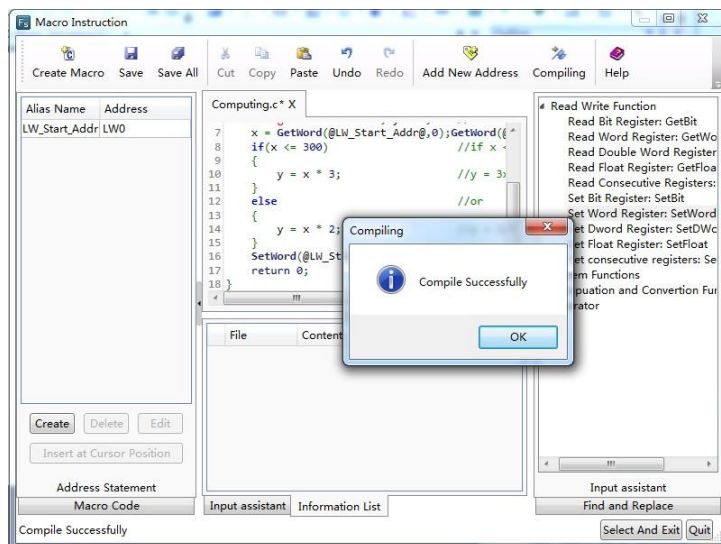 Macro Instruction
Create Macro Save Save All Cut Copy Paste Undo Redo Add New Address Compiling Help
Alias Name Address
LW_Start_Addr LW0
Create Delete Edit
Insert at Cursor Position
Address Statement
Macro Code
Computing.c* X
7 x = GetWord(@LW_Start_Addr@,0);GetWord(@
8 if(x <= 300) //if x <
9 {
10 y = x * 3; //y = 3x
11 }
12 else //or
13 {
14 y = x * 2;
15 }
16 SetWord(@LW_St
17 return 0;
18 }
File Content
Input assistant Information List
Compiling
Compile Successfully
OK
Read Write Function
Read Bit Register: GetBit
Read Word Register: GetWo
Read Double Word Register
Read Float Register: GetFloa
Read Consecutive Registers:
Set Bit Register: SetBit
Set Word Register: SetWord
et Dword Register: SetDWo
et Float Register: SetFloat
et consecutive registers: Se
em Functions
puation and Convertion Fun
rator
Input assistant
Find and Replace
Compile Successfully
Select And Exit Quit